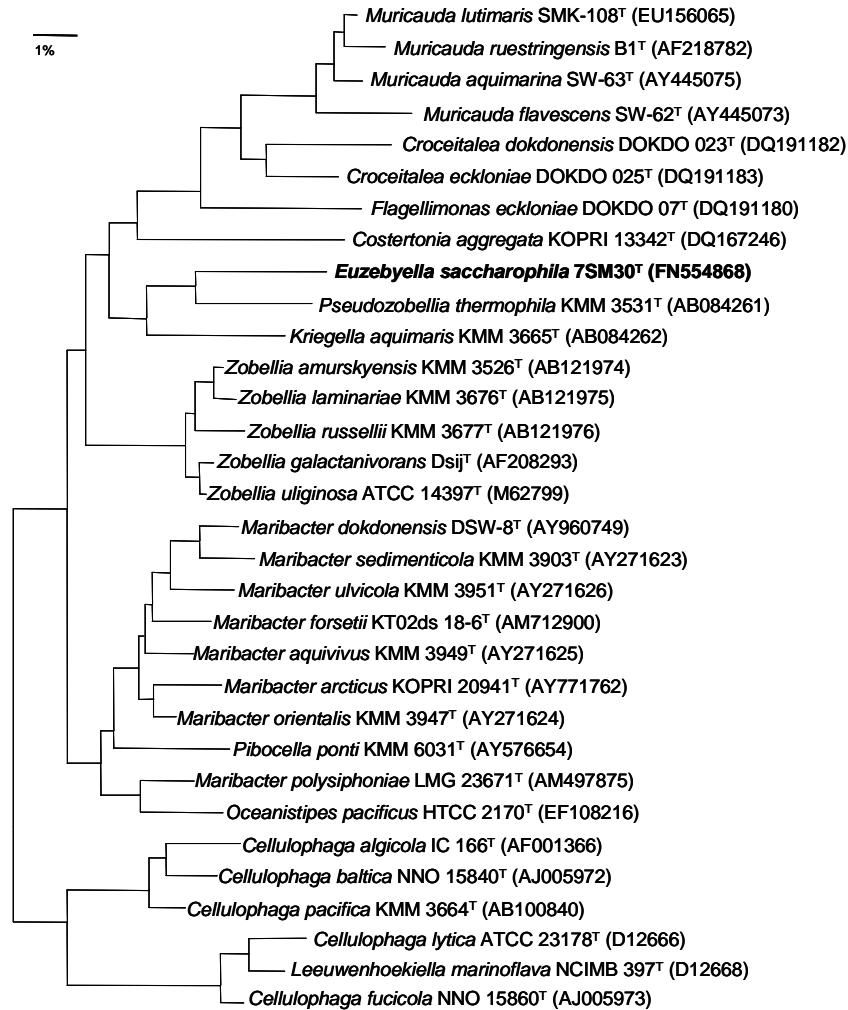 Muricauda lutimaris SMK-108ᵀ (EU156065)
1%
Muricauda ruestringensis B1ᵀ (AF218782)
Muricauda aquimarina SW-63ᵀ (AY445075)
Muricauda flavescens SW-62ᵀ (AY445073)
Croceitalea dokdonensis DOKDO 023ᵀ (DQ191182)
Croceitalea eckloniae DOKDO 025ᵀ (DQ191183)
Flagellimonas eckloniae DOKDO 07ᵀ (DQ191180)
Costertonia aggregata KOPRI 13342ᵀ (DQ167246)
Euzebyella saccharophila 7SM30ᵀ (FN554868)
Pseudozobellia thermophila KMM 3531ᵀ (AB084261)
Kriegella aquimaris KMM 3665ᵀ (AB084262)
Zobellia amurskyensis KMM 3526ᵀ (AB121974)
Zobellia laminariae KMM 3676ᵀ (AB121975)
Zobellia russellii KMM 3677ᵀ (AB121976)
Zobellia galactanivorans Dsijᵀ (AF208293)
Zobellia uliginosa ATCC 14397ᵀ (M62799)
Maribacter dokdonensis DSW-8ᵀ (AY960749)
Maribacter sedimenticola KMM 3903ᵀ (AY271623)
Maribacter ulvicola KMM 3951ᵀ (AY271626)
Maribacter forsetii KT02ds 18-6ᵀ (AM712900)
Maribacter aquivivus KMM 3949ᵀ (AY271625)
Maribacter arcticus KOPRI 20941ᵀ (AY771762)
Maribacter orientalis KMM 3947ᵀ (AY271624)
Pibocella ponti KMM 6031ᵀ (AY576654)
Maribacter polysiphoniae LMG 23671ᵀ (AM497875)
Oceanistipes pacificus HTCC 2170ᵀ (EF108216)
Cellulophaga algicola IC 166ᵀ (AF001366)
Cellulophaga baltica NNO 15840ᵀ (AJ005972)
Cellulophaga pacifica KMM 3664ᵀ (AB100840)
Cellulophaga lytica ATCC 23178ᵀ (D12666)
Leeuwenhoekiella marinoflava NCIMB 397ᵀ (D12668)
Cellulophaga fucicola NNO 15860ᵀ (AJ005973)